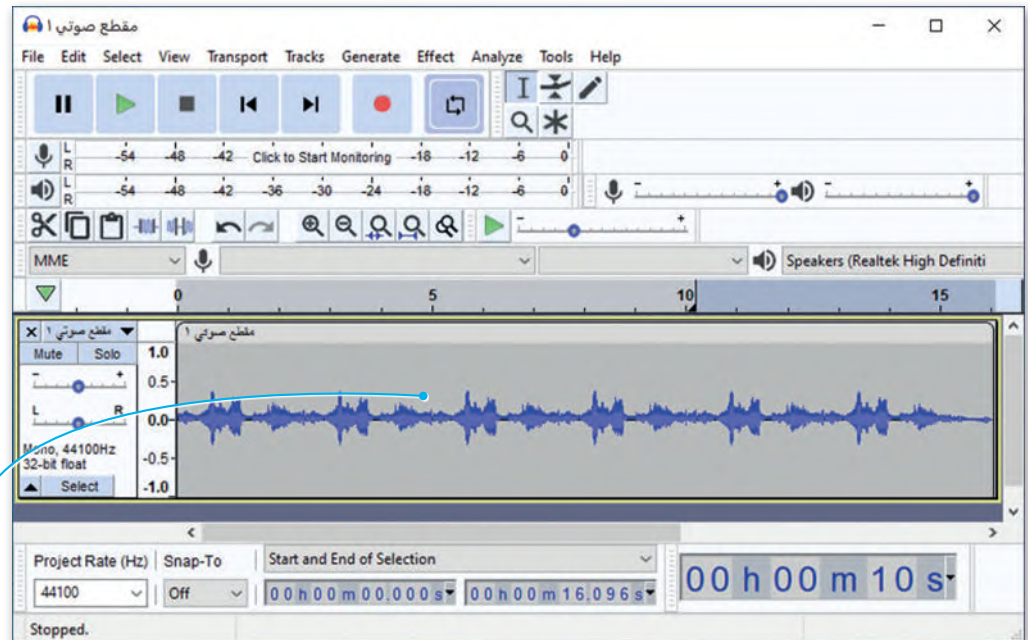 مقطع صوتي ١
File Edit Select View Transport Tracks Generate Effect Analyze Tools Help
L
R
-54 -48 -42 Click to Start Monitoring -18 -12 -6 0
L
R
-54 -48 -42 -36 -30 -24 -18 -12 -6 0
- + - +
- +
MME Speakers (Realtek High Definiti
0 5 10 15
X مقطع صوتي ١
مقطع صوتي ١
Mute Solo
1.0
0.5
0.0
-0.5
-1.0
- +
L R
Mono, 44100Hz
32-bit float
Select
Project Rate (Hz) Snap-To Start and End of Selection
44100 Off 00 h 00 m 00.000 s 00 h 00 m 16.096 s
00 h 00 m 10 s
Stopped.